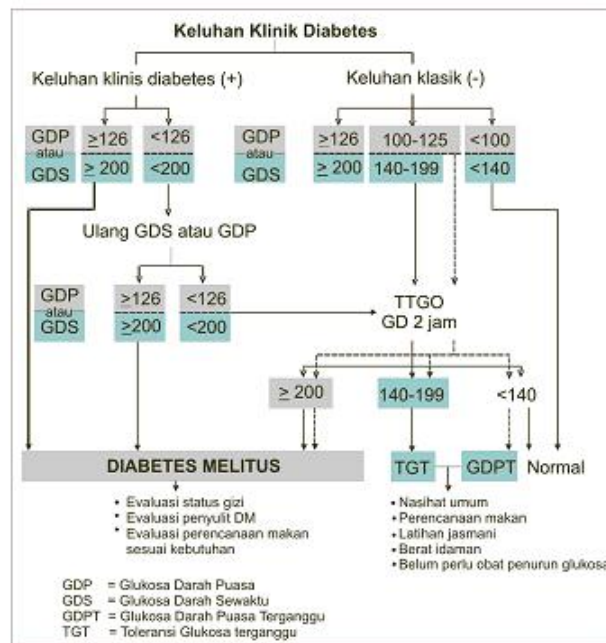 Keluhan Klinik Diabetes
Keluhan klinis diabetes (+)
Keluhan klasik (-)
GDP
atau
GDS
≥126
<126
≥ 200
<200
GDP
atau
GDS
≥126
100-125
<100
≥ 200
140-199
<140
Ulang GDS atau GDP
GDP
atau
GDS
≥126
<126
≥200
<200
TTGO
GD 2 jam
≥ 200
140-199
<140
DIABETES MELITUS
TGT
GDPT
Normal
• Evaluasi status gizi
• Evaluasi penyulit DM
• Evaluasi perencanaan makan
sesuai kebutuhan
• Nasihat umum
• Perencanaan makan
• Latihan jasmani
• Berat idaman
• Belum perlu obat penurun glukosa
GDP = Glukosa Darah Puasa
GDS = Glukosa Darah Sewaktu
GDPT = Glukosa Darah Puasa Terganggu
TGT = Toleransi Glukosa terganggu